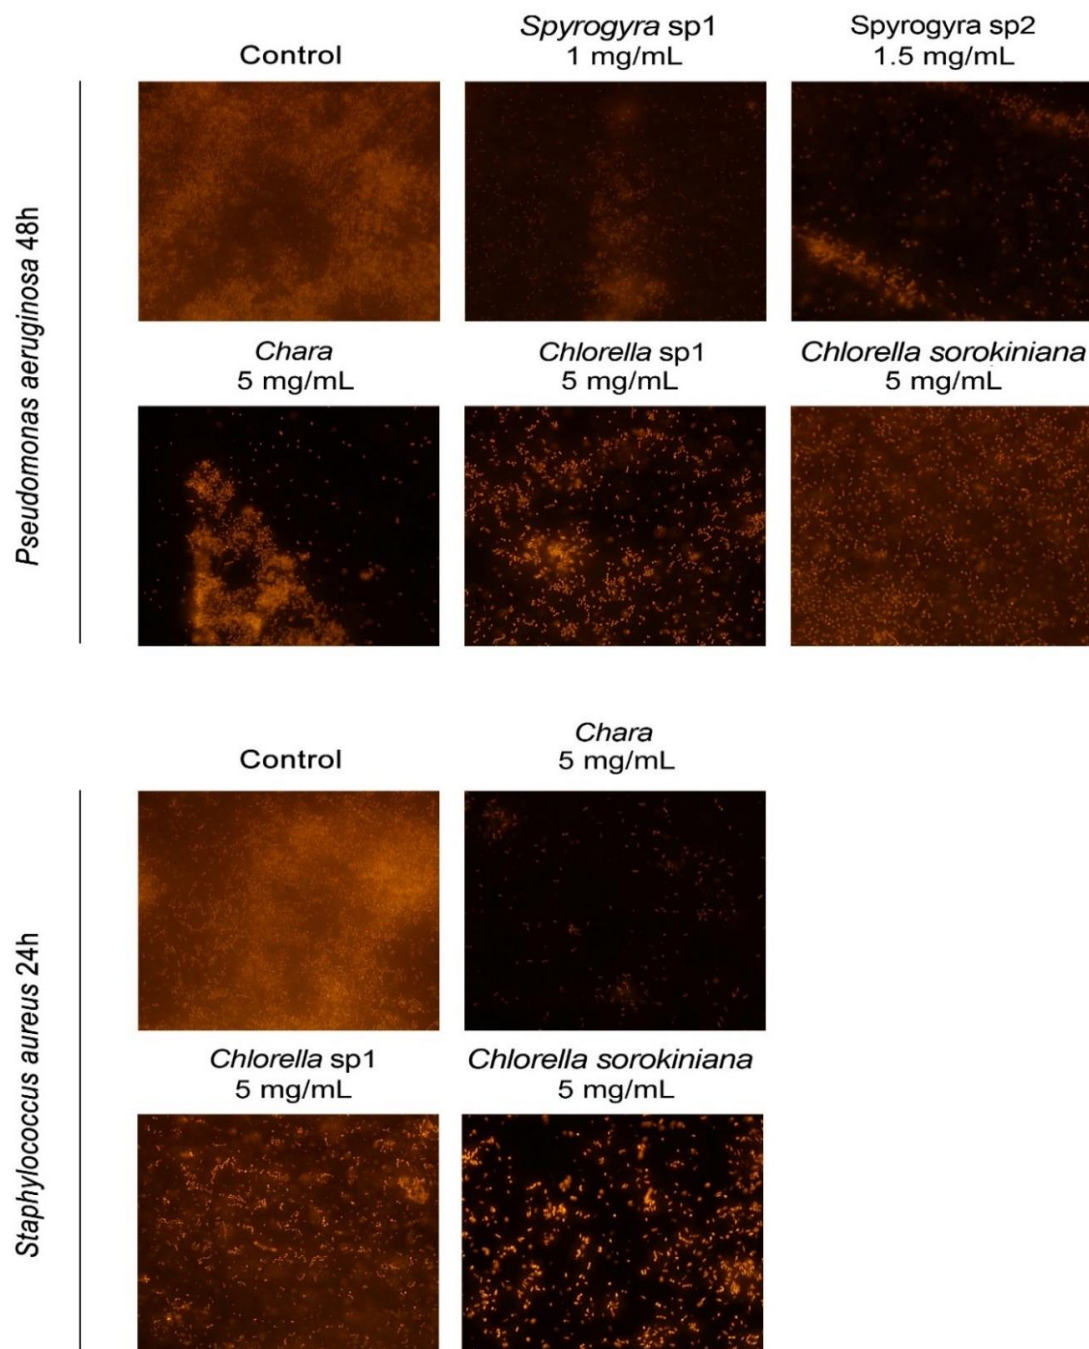 Pseudomonas aeruginosa 48h
Control
Spyrogyra sp1
1 mg/mL
Spyrogyra sp2
1.5 mg/mL
Chara
5 mg/mL
Chlorella sp1
5 mg/mL
Chlorella sorokiniana
5 mg/mL
Staphylococcus aureus 24h
Control
Chara
5 mg/mL
Chlorella sp1
5 mg/mL
Chlorella sorokiniana
5 mg/mL